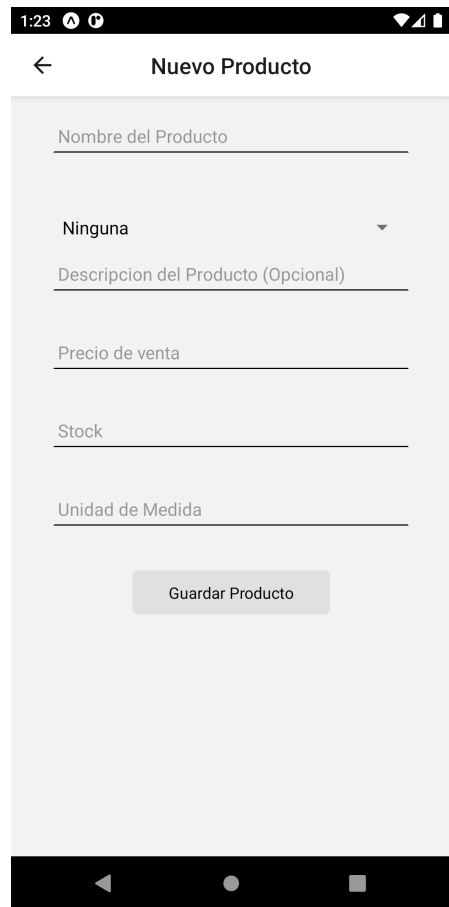 1:23
Nuevo Producto
Nombre del Producto
Ninguna
Descripcion del Producto (Opcional)
Precio de venta
Stock
Unidad de Medida
Guardar Producto